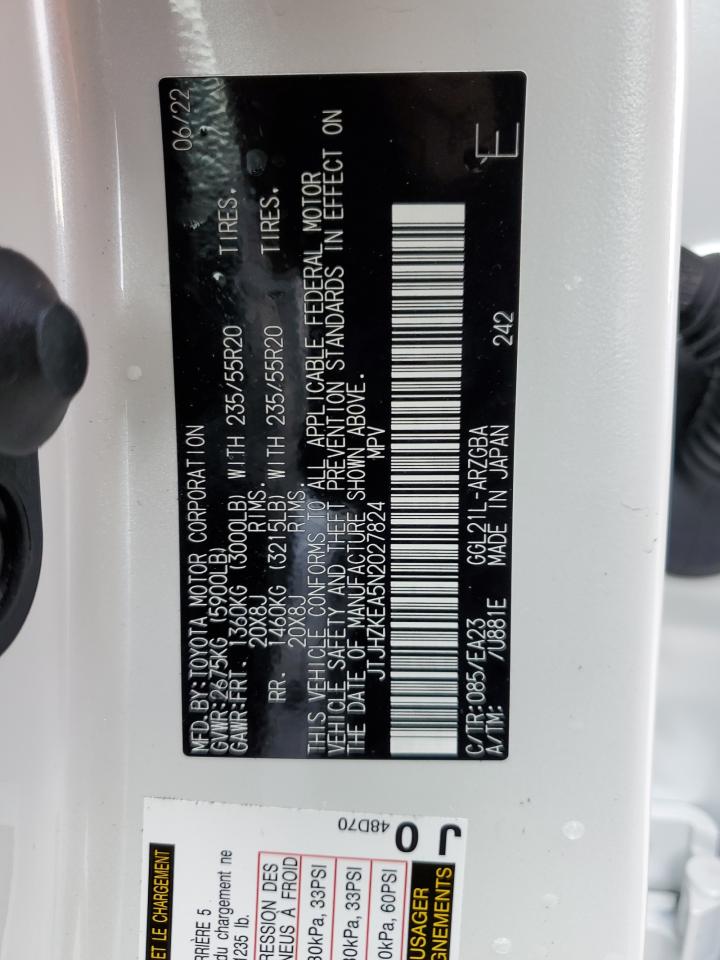 MFD.BY:TOYOTA MOTOR CORPORATION 06/22
GVWR:2675KG (5900LB)
GAWR:FRT. 1360KG (3000LB) WITH 235/55R20 TIRES.
20X8J RIMS.
RR. 1460KG (3215LB) WITH 235/55R20 TIRES.
20X8J RIMS.
THIS VEHICLE CONFORMS TO ALL APPLICABLE FEDERAL MOTOR
VEHICLE SAFETY AND THEFT PREVENTION STANDARDS IN EFFECT ON
THE DATE OF MANUFACTURE SHOWN ABOVE.
JTJHZKEA5N2027824 MPV
C/TR:085/EA23 GGL21L-ARZGBA
A/TM: /U881E MADE IN JAPAN 242
E
ET LE CHARGEMENT
RRIÈRE 5
du chargement ne
1235 lb.
RESSION DES
NEUS À FROID
30kPa, 33PSI
30kPa, 33PSI
0kPa, 60PSI
USAGER
GNEMENTS
48D70
J 0